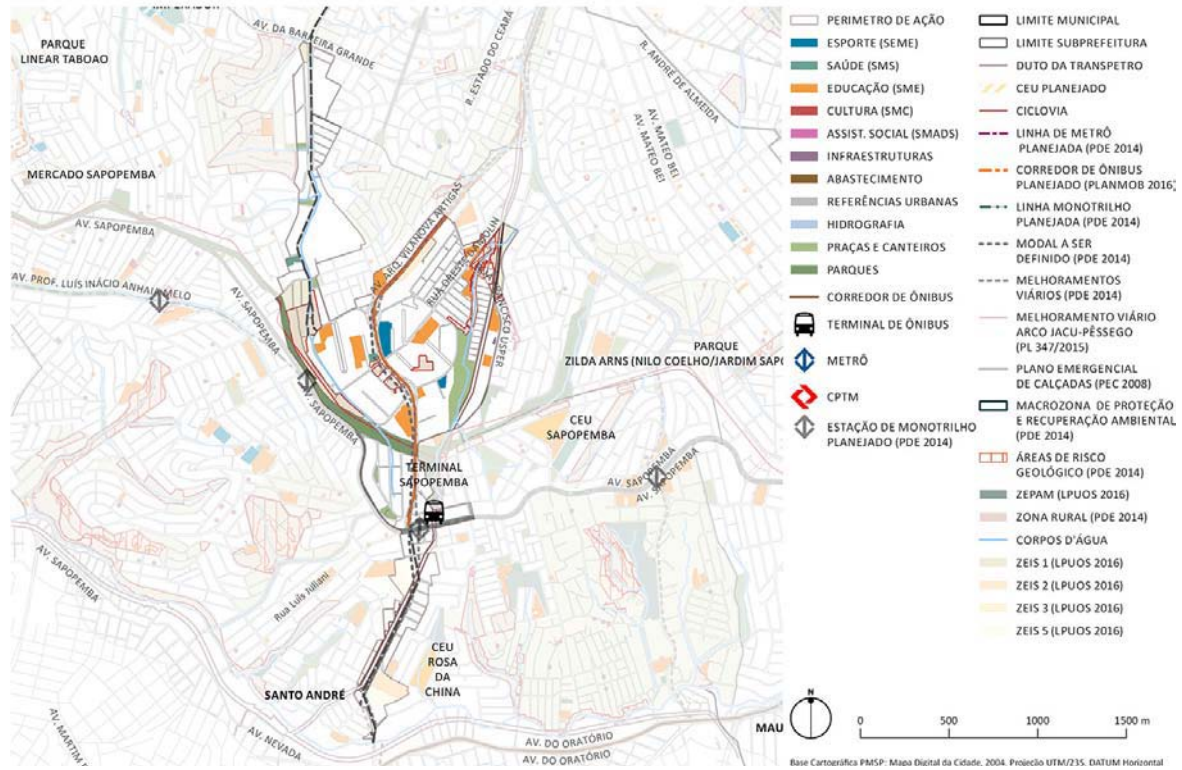 IMPERADOR
PARQUE
LINEAR TABOAO
AV. DA BARREIRA GRANDE
R. ESTADO DO CEARÁ
R. ANDRE DE ALMEIDA
AV. MATEO BEI
AV. MATEO BEI
MERCADO SAPOPEMBA
AV. SAPOPEMBA
AV. ARQ. VILANOVA ARTIGAS
AV. PROF. LUÍS INÁCIO ANHAIA MELO
AV. SAPOPEMBA
PARQUE
ZILDA ARNS (NILO COELHO/JARDIM SAPO
AV. SAPOPEMBA
CEU
SAPOPEMBA
TERMINAL
SAPOPEMBA
AV. SAPOPEMBA
AV. SAPOPEMBA
AV. SAPOPEMBA
Rua Luis Juliani
CEU
ROSA
DA
CHINA
SANTO ANDRÉ
AV. NEVDA
AV. MARTIM
AV. DO ORATÓRIO
AV. DO ORATÓRIO
MAU
PERIMETRO DE AÇÃO
ESPORTE (SEME)
SAÚDE (SMS)
EDUCAÇÃO (SME)
CULTURA (SMC)
ASSIST. SOCIAL (SMADS)
INFRAESTRUTURAS
ABASTECIMENTO
REFERÊNCIAS URBANAS
HIDROGRAFIA
PRAÇAS E CANTEIROS
PARQUES
CORREDOR DE ÔNIBUS
TERMINAL DE ÔNIBUS
METRÔ
CPTM
ESTAÇÃO DE MONOTRILHO
PLANEJADO (PDE 2014)
LIMITE MUNICIPAL
LIMITE SUBPREFEITURA
DUTO DA TRANSPETRO
CEU PLANEJADO
CICLOVIA
LINHA DE METRÔ
PLANEJADA (PDE 2014)
CORREDOR DE ÔNIBUS
PLANEJADO (PLANMOB 2016)
LINHA MONOTRILHO
PLANEJADA (PDE 2014)
MODAL A SER
DEFINIDO (PDE 2014)
MELHORAMENTOS
VIÁRIOS (PDE 2014)
MELHORAMENTO VIÁRIO
ARCO JACU-PÊSSEGO
(PL 347/2015)
PLANO EMERGENCIAL
DE CALÇADAS (PEC 2008)
MACROZONA DE PROTEÇÃO
E RECUPERAÇÃO AMBIENTAL
(PDE 2014)
ÁREAS DE RISCO
GEOLÓGICO (PDE 2014)
ZEPAM (LPUOS 2016)
ZONA RURAL (PDE 2014)
CORPOS D'ÁGUA
ZEIS 1 (LPUOS 2016)
ZEIS 2 (LPUOS 2016)
ZEIS 3 (LPUOS 2016)
ZEIS 5 (LPUOS 2016)
N
0 500 1000 1500 m
Base Cartográfica PMSP: Mapa Digital da Cidade, 2004. Projeção UTM/23S. DATUM Horizontal